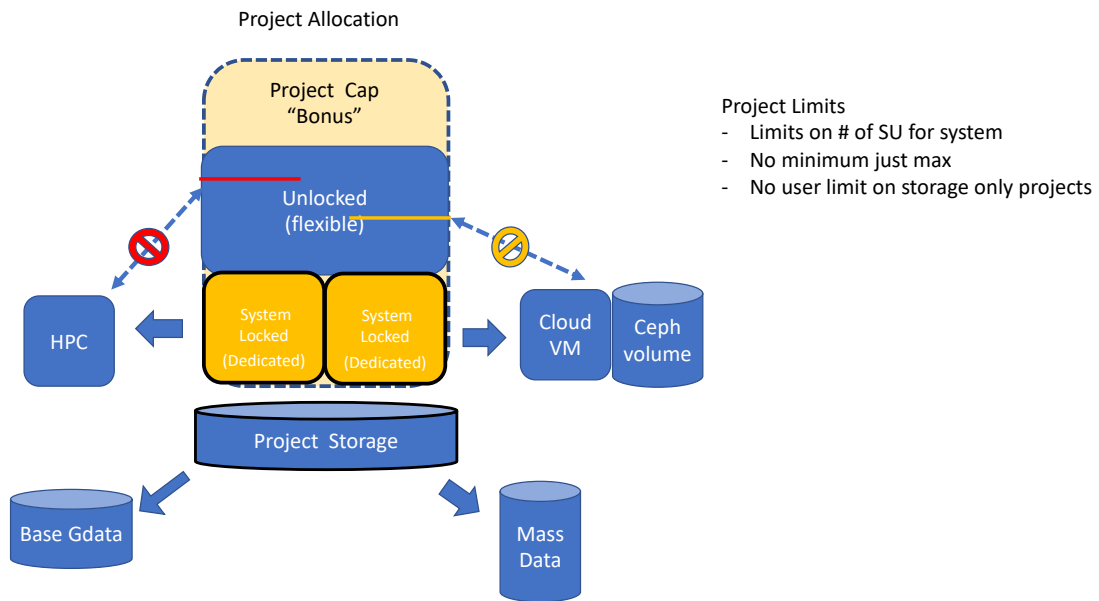 Project Allocation
Project Cap
“Bonus”
Project Limits
- Limits on # of SU for system
- No minimum just max
- No user limit on storage only projects
Unlocked
(flexible)
HPC
System
Locked
(Dedicated)
System
Locked
(Dedicated)
Cloud
VM
Ceph
volume
Project Storage
Base Gdata
Mass
Data